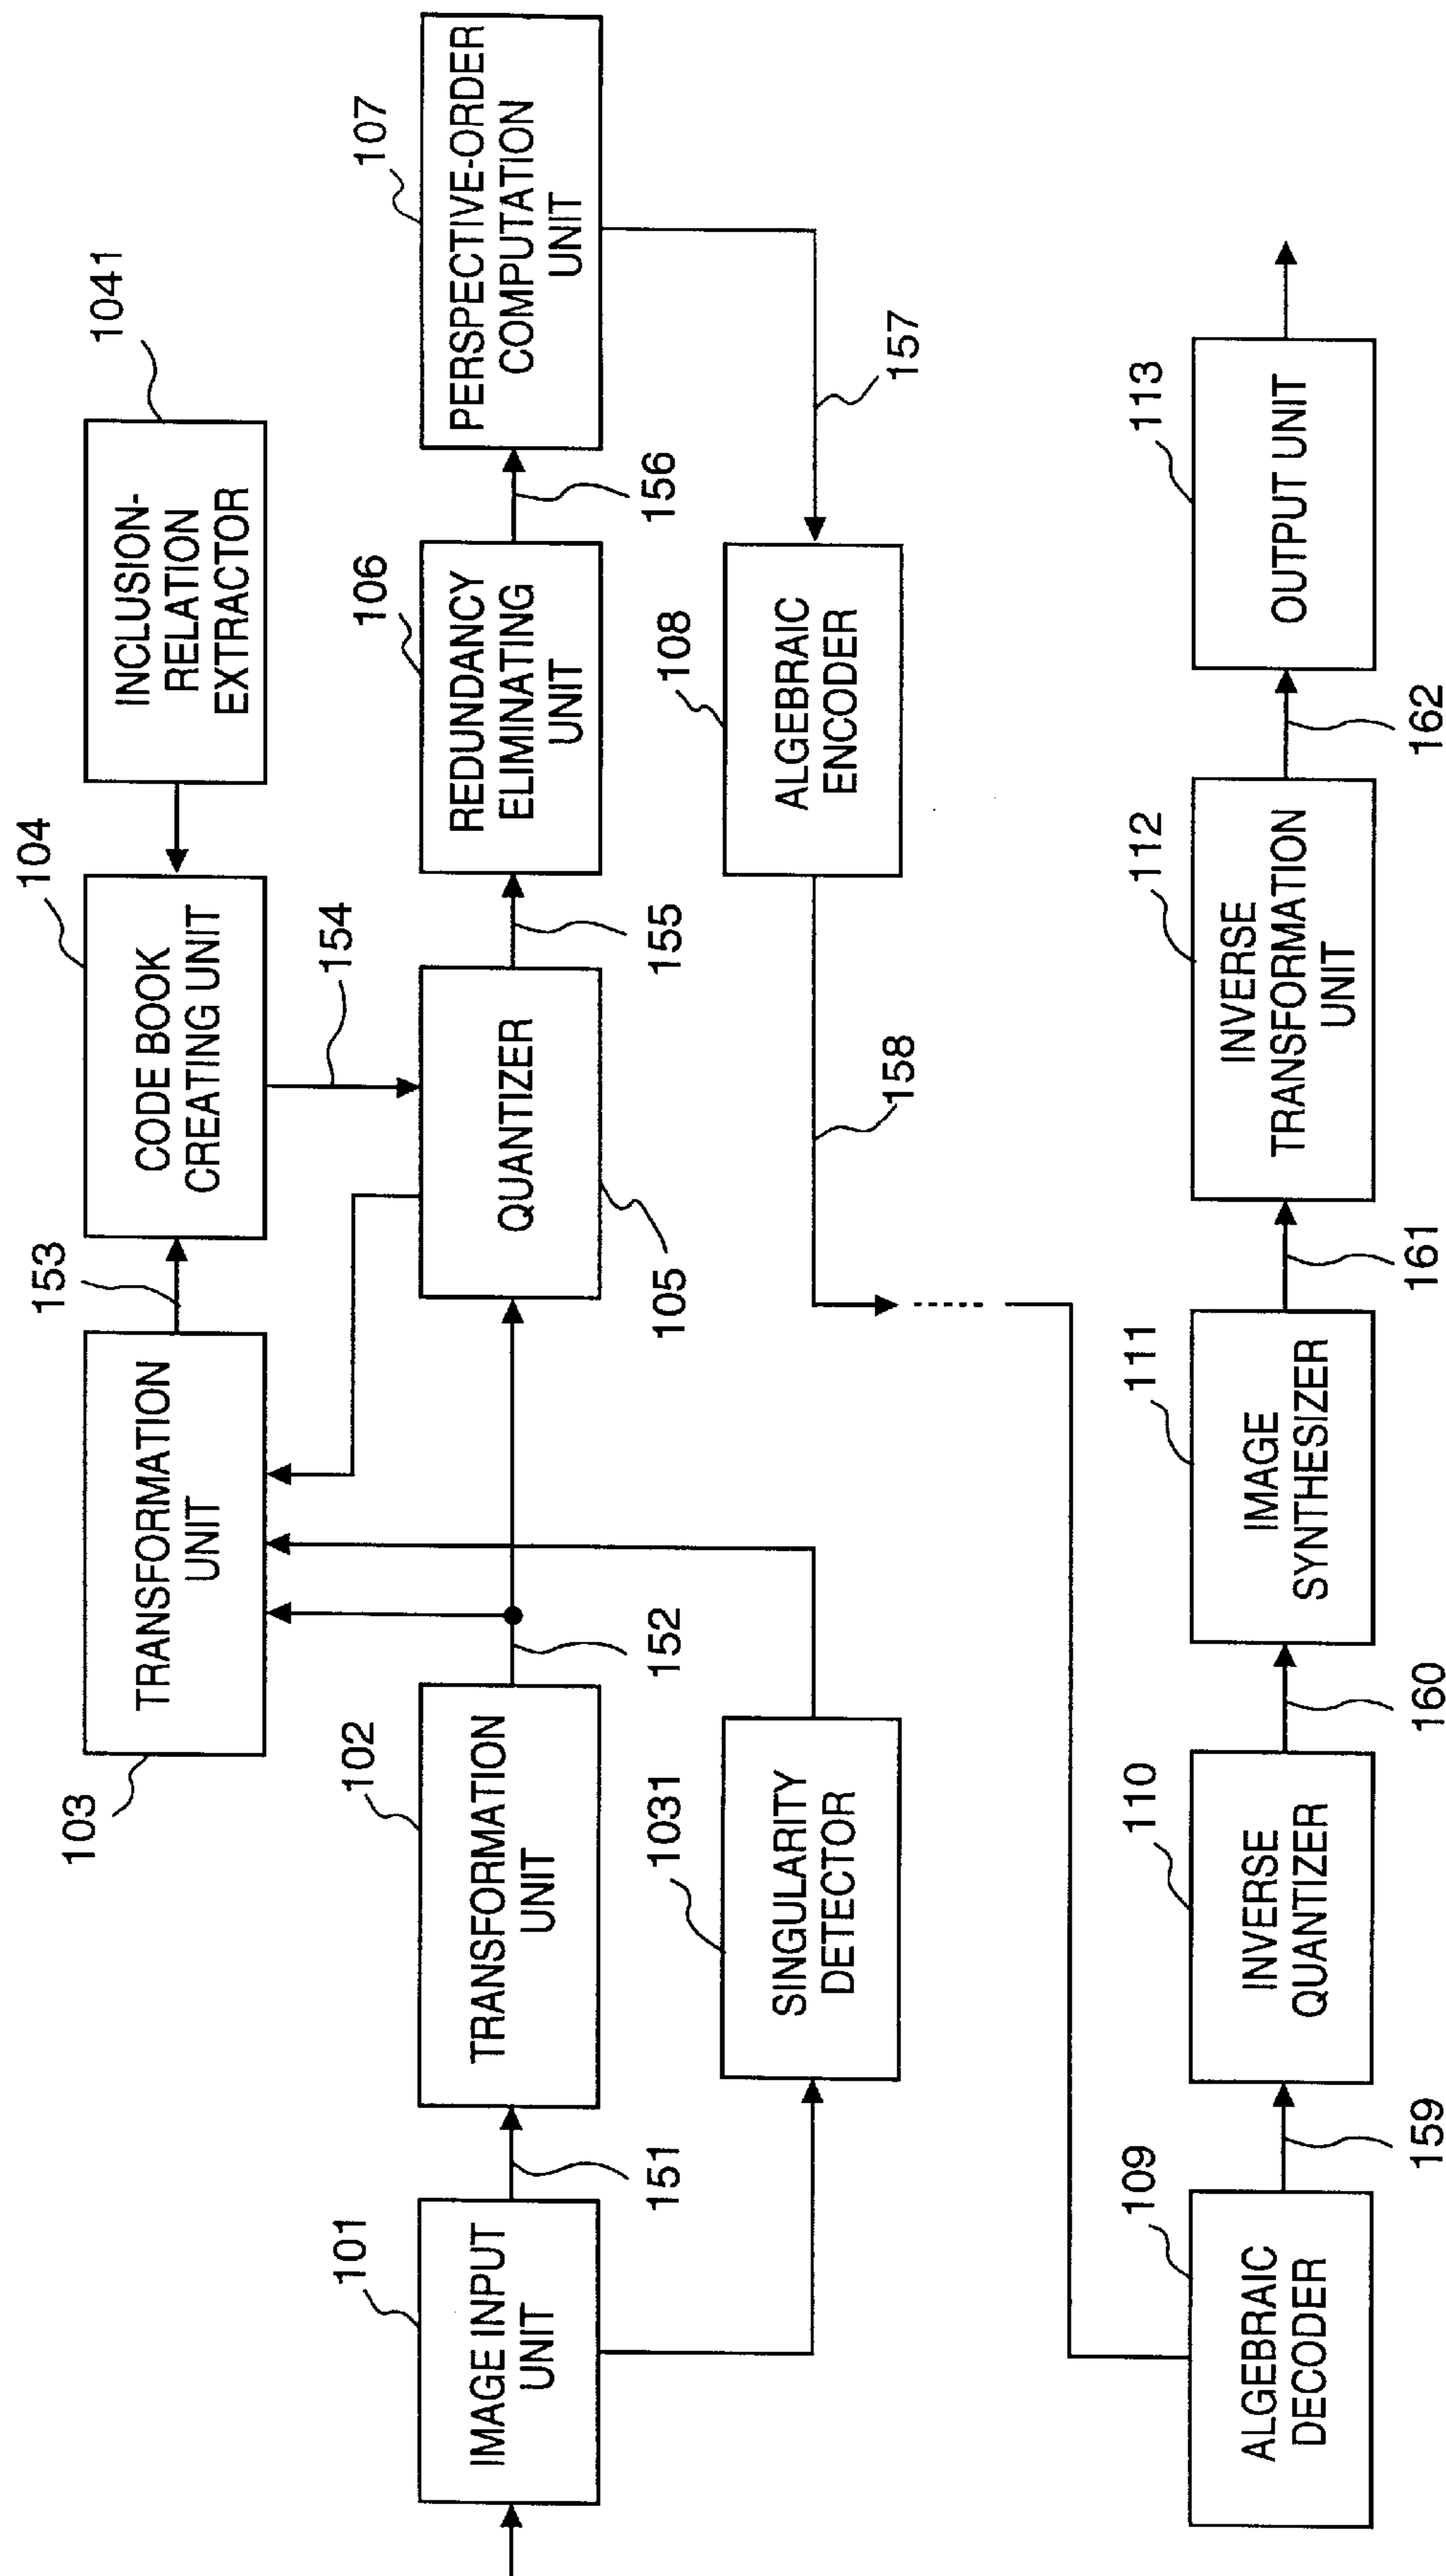 103
TRANSFORMATION
UNIT
153
104
CODE BOOK
CREATING UNIT
1041
INCLUSION-
RELATION
EXTRACTOR
154
101
IMAGE INPUT
UNIT
151
102
TRANSFORMATION
UNIT
152
QUANTIZER
105
155
106
REDUNDANCY
ELIMINATING
UNIT
156
107
PERSPECTIVE-ORDER
COMPUTATION
UNIT
1031
SINGULARITY
DETECTOR
158
108
ALGEBRAIC
ENCODER
157
109
ALGEBRAIC
DECODER
159
110
INVERSE
QUANTIZER
160
111
IMAGE
SYNTHESIZER
161
112
INVERSE
TRANSFORMATION
UNIT
162
113
OUTPUT UNIT